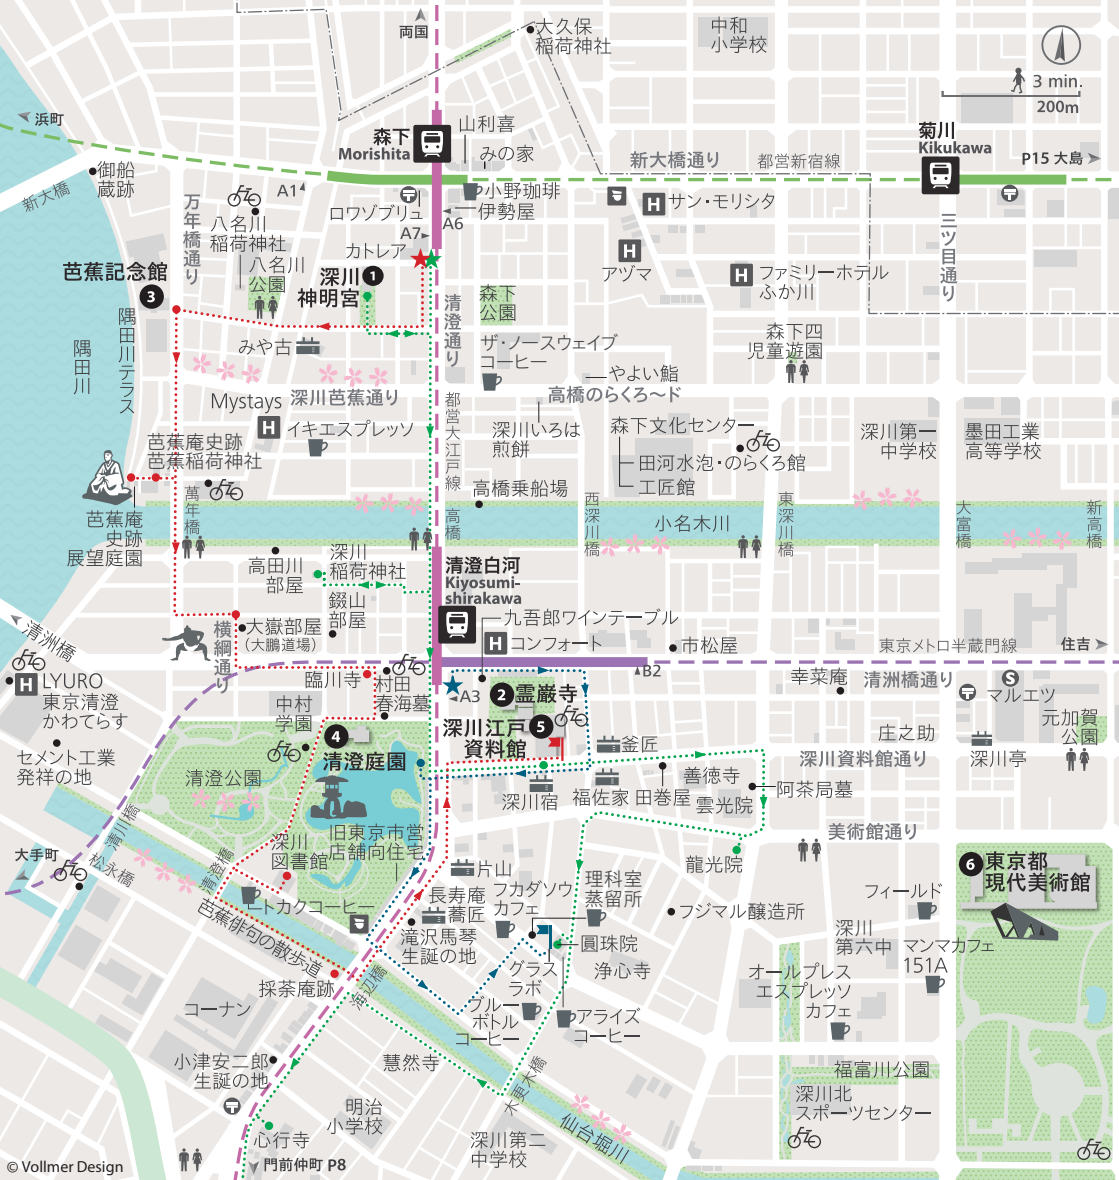 両国
大久保
稲荷神社
中和
小学校
3 min.
200m
浜町
森下
Morishita
山利喜
みの家
新大橋通り
都営新宿線
菊川
Kikukawa
P15 大島
御船
蔵跡
新大橋
A1
万年橋通り
八名川
稲荷神社
ロワゾブリュ
小野珈琲
伊勢屋
A6
A7
サン・モリシタ
H
カトレア
八名川
公園
芭蕉記念館
3
深川
神明宮
1
アヅマ
H
ファミリーホテル
ふか川
H
三ツ目通り
清澄通り
森下
公園
隅田川テラス
隅田川
みや古
ザ・ノースウェイブ
コーヒー
森下四
児童遊園
やよい鮨
高橋のらくろ〜ド
Mystays
深川芭蕉通り
H
イキエスプレッソ
都営大江戸線
深川いろは
煎餅
森下文化センター
田河水泡・のらくろ館
工匠館
深川第一
中学校
墨田工業
高等学校
芭蕉庵史跡
芭蕉稲荷神社
高橋乗船場
萬年橋
高橋
西深川橋
小名木川
東深川橋
大富橋
新高橋
芭蕉庵
史跡
展望庭園
高田川
部屋
深川
稲荷神社
清澄白河
Kiyosumi-
shirakawa
錣山
部屋
九吾郎ワインテーブル
H
コンフォート
市松屋
東京メトロ半蔵門線
住吉
清洲橋
横綱通り
大嶽部屋
(大鵬道場)
臨川寺
村田
春海墓
B2
A3
2
霊巌寺
幸菜庵
清洲橋通り
S
マルエツ
H
LYURO
東京清澄
かわてらす
中村
学園
深川江戸
資料館
5
釜匠
庄之助
元加賀
公園
セメント工業
発祥の地
4
清澄庭園
深川資料館通り
深川亭
清澄公園
深川宿
福佐家
田巻屋
善徳寺
雲光院
阿茶局墓
清川橋
旧東京市営
店舗向住宅
美術館通り
大手町
松永橋
清澄橋
深川
図書館
龍光院
片山
6
東京都
現代美術館
長寿庵
蕎匠
フカダソウ
カフェ
理科室
蒸留所
フィールド
ニートカクコーヒー
芭蕉俳句の散歩道
滝沢馬琴
生誕の地
フジマル醸造所
深川
第六中
マンマカフェ
151A
圓珠院
浄心寺
グラス
ラボ
採荼庵跡
海辺橋
オールプレス
エスプレッソ
カフェ
コーナン
ブルー
ボトル
コーヒー
アライズ
コーヒー
小津安二郎
生誕の地
慧然寺
木更木橋
福富川公園
深川北
スポーツセンター
明治
小学校
心行寺
深川第二
中学校
仙台堀川
© Vollmer Design
門前仲町 P8